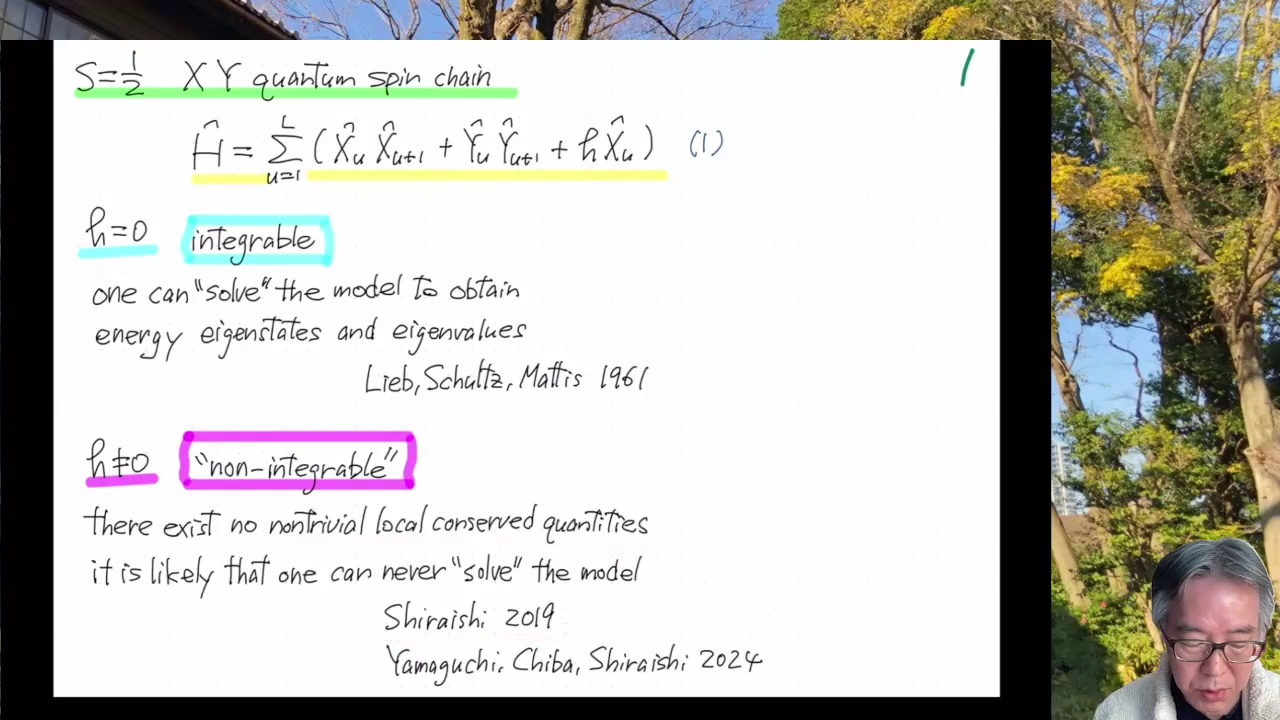 S=1/2 XY quantum spin chain 1
Ĥ = Σ_{u=1}^{L} (X̂_u X̂_{u+1} + Ŷ_u Ŷ_{u+1} + h X̂_u) (1)
h=0 integrable
one can "solve" the model to obtain
energy eigenstates and eigenvalues
Lieb, Schultz, Mattis 1961
h≠0 "non-integrable"
there exist no nontrivial local conserved quantities
it is likely that one can never "solve" the model
Shiraishi 2019
Yamaguchi, Chiba, Shiraishi 2024